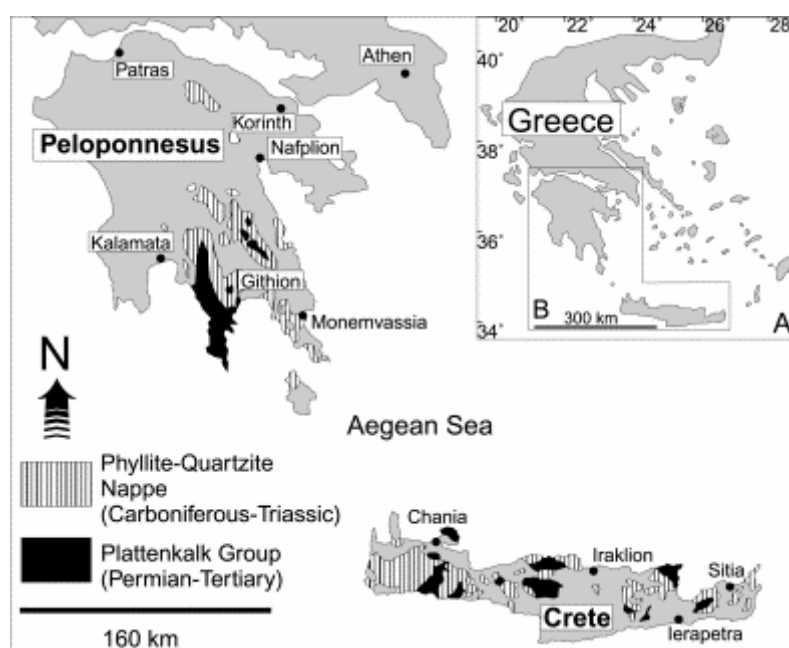 Patras
Athen
Korinth
Peloponnesus
Nafplion
Kalamata
Githion
Monemvassia
N
Aegean Sea
Phyllite-Quartzite
Nappe
(Carboniferous-Triassic)
Plattenkalk Group
(Permian-Tertiary)
160 km
20° 22° 24° 26° 28
40°
38°
36°
34°
Greece
B
300 km
A
Chania
Iraklion
Sitia
Crete
Ierapetra